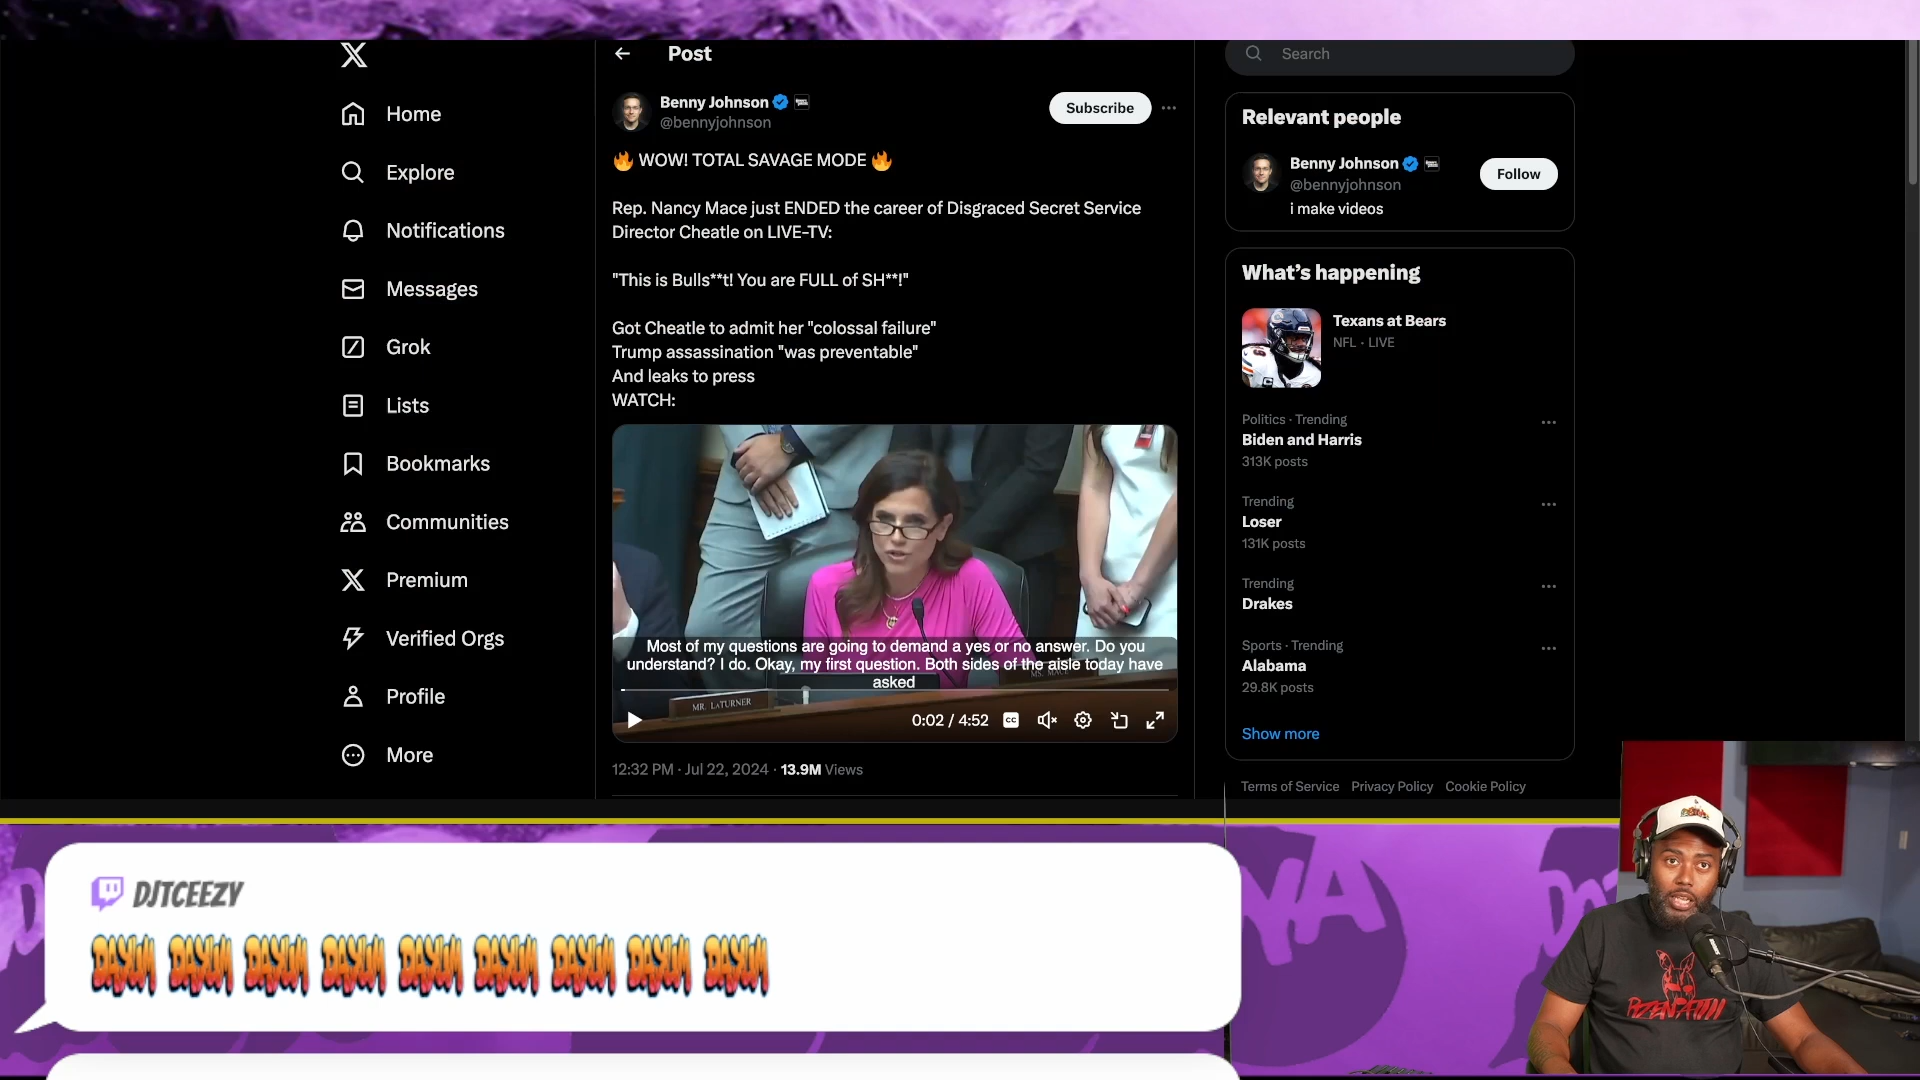 Home
Explore
Notifications
Messages
Grok
Lists
Bookmarks
Communities
Premium
Verified Orgs
Profile
More
Post
Benny Johnson
@bennyjohnson
Subscribe
🔥 WOW! TOTAL SAVAGE MODE 🔥
Rep. Nancy Mace just ENDED the career of Disgraced Secret Service
Director Cheatle on LIVE-TV:
"This is Bulls**t! You are FULL of SH**!"
Got Cheatle to admit her "colossal failure"
Trump assassination "was preventable"
And leaks to press
WATCH:
Most of my questions are going to demand a yes or no answer. Do you
understand? I do. Okay, my first question. Both sides of the aisle today have
asked
MS. MACE
MR. LATURNER
0:02 / 4:52
CC
12:32 PM · Jul 22, 2024 · 13.9M Views
Search
Relevant people
Benny Johnson
@bennyjohnson
i make videos
Follow
What's happening
Texans at Bears
NFL · LIVE
Politics · Trending
Biden and Harris
313K posts
Trending
Loser
131K posts
Trending
Drakes
Sports · Trending
Alabama
29.8K posts
Show more
Terms of Service Privacy Policy Cookie Policy
DJTCEEZY